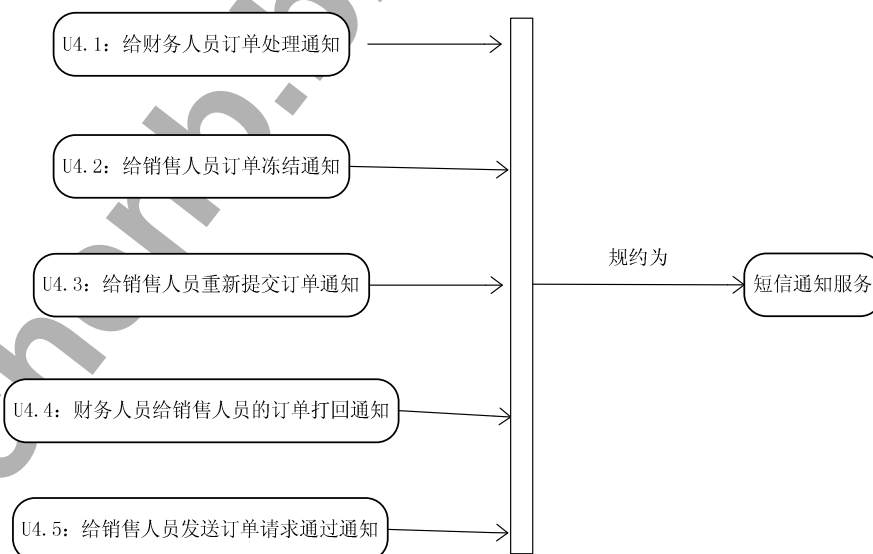 U4.1: 给财务人员订单处理通知
U4.2: 给销售人员订单冻结通知
U4.3: 给销售人员重新提交订单通知
规约为
短信通知服务
U4.4: 财务人员给销售人员的订单打回通知
U4.5: 给销售人员发送订单请求通过通知